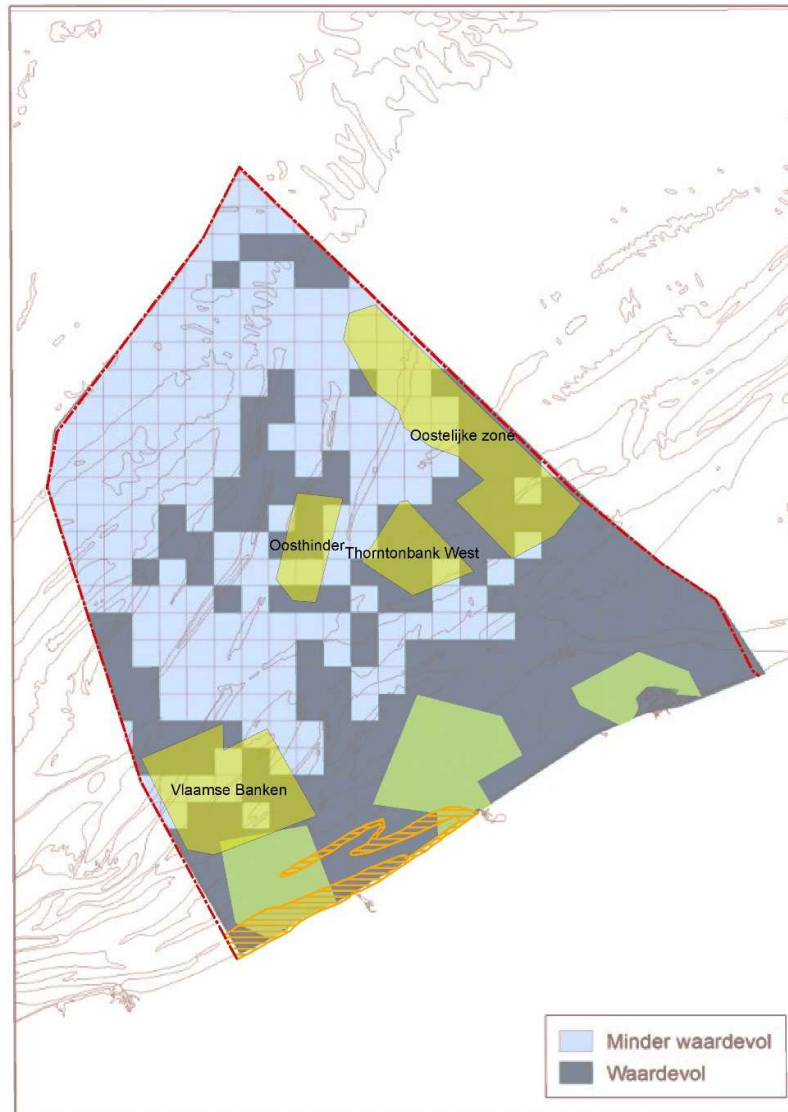 Oostelijke zone
Oosthinder
Thorntonbank West
Vlaamse Banken
Minder waardevol
Waardevol